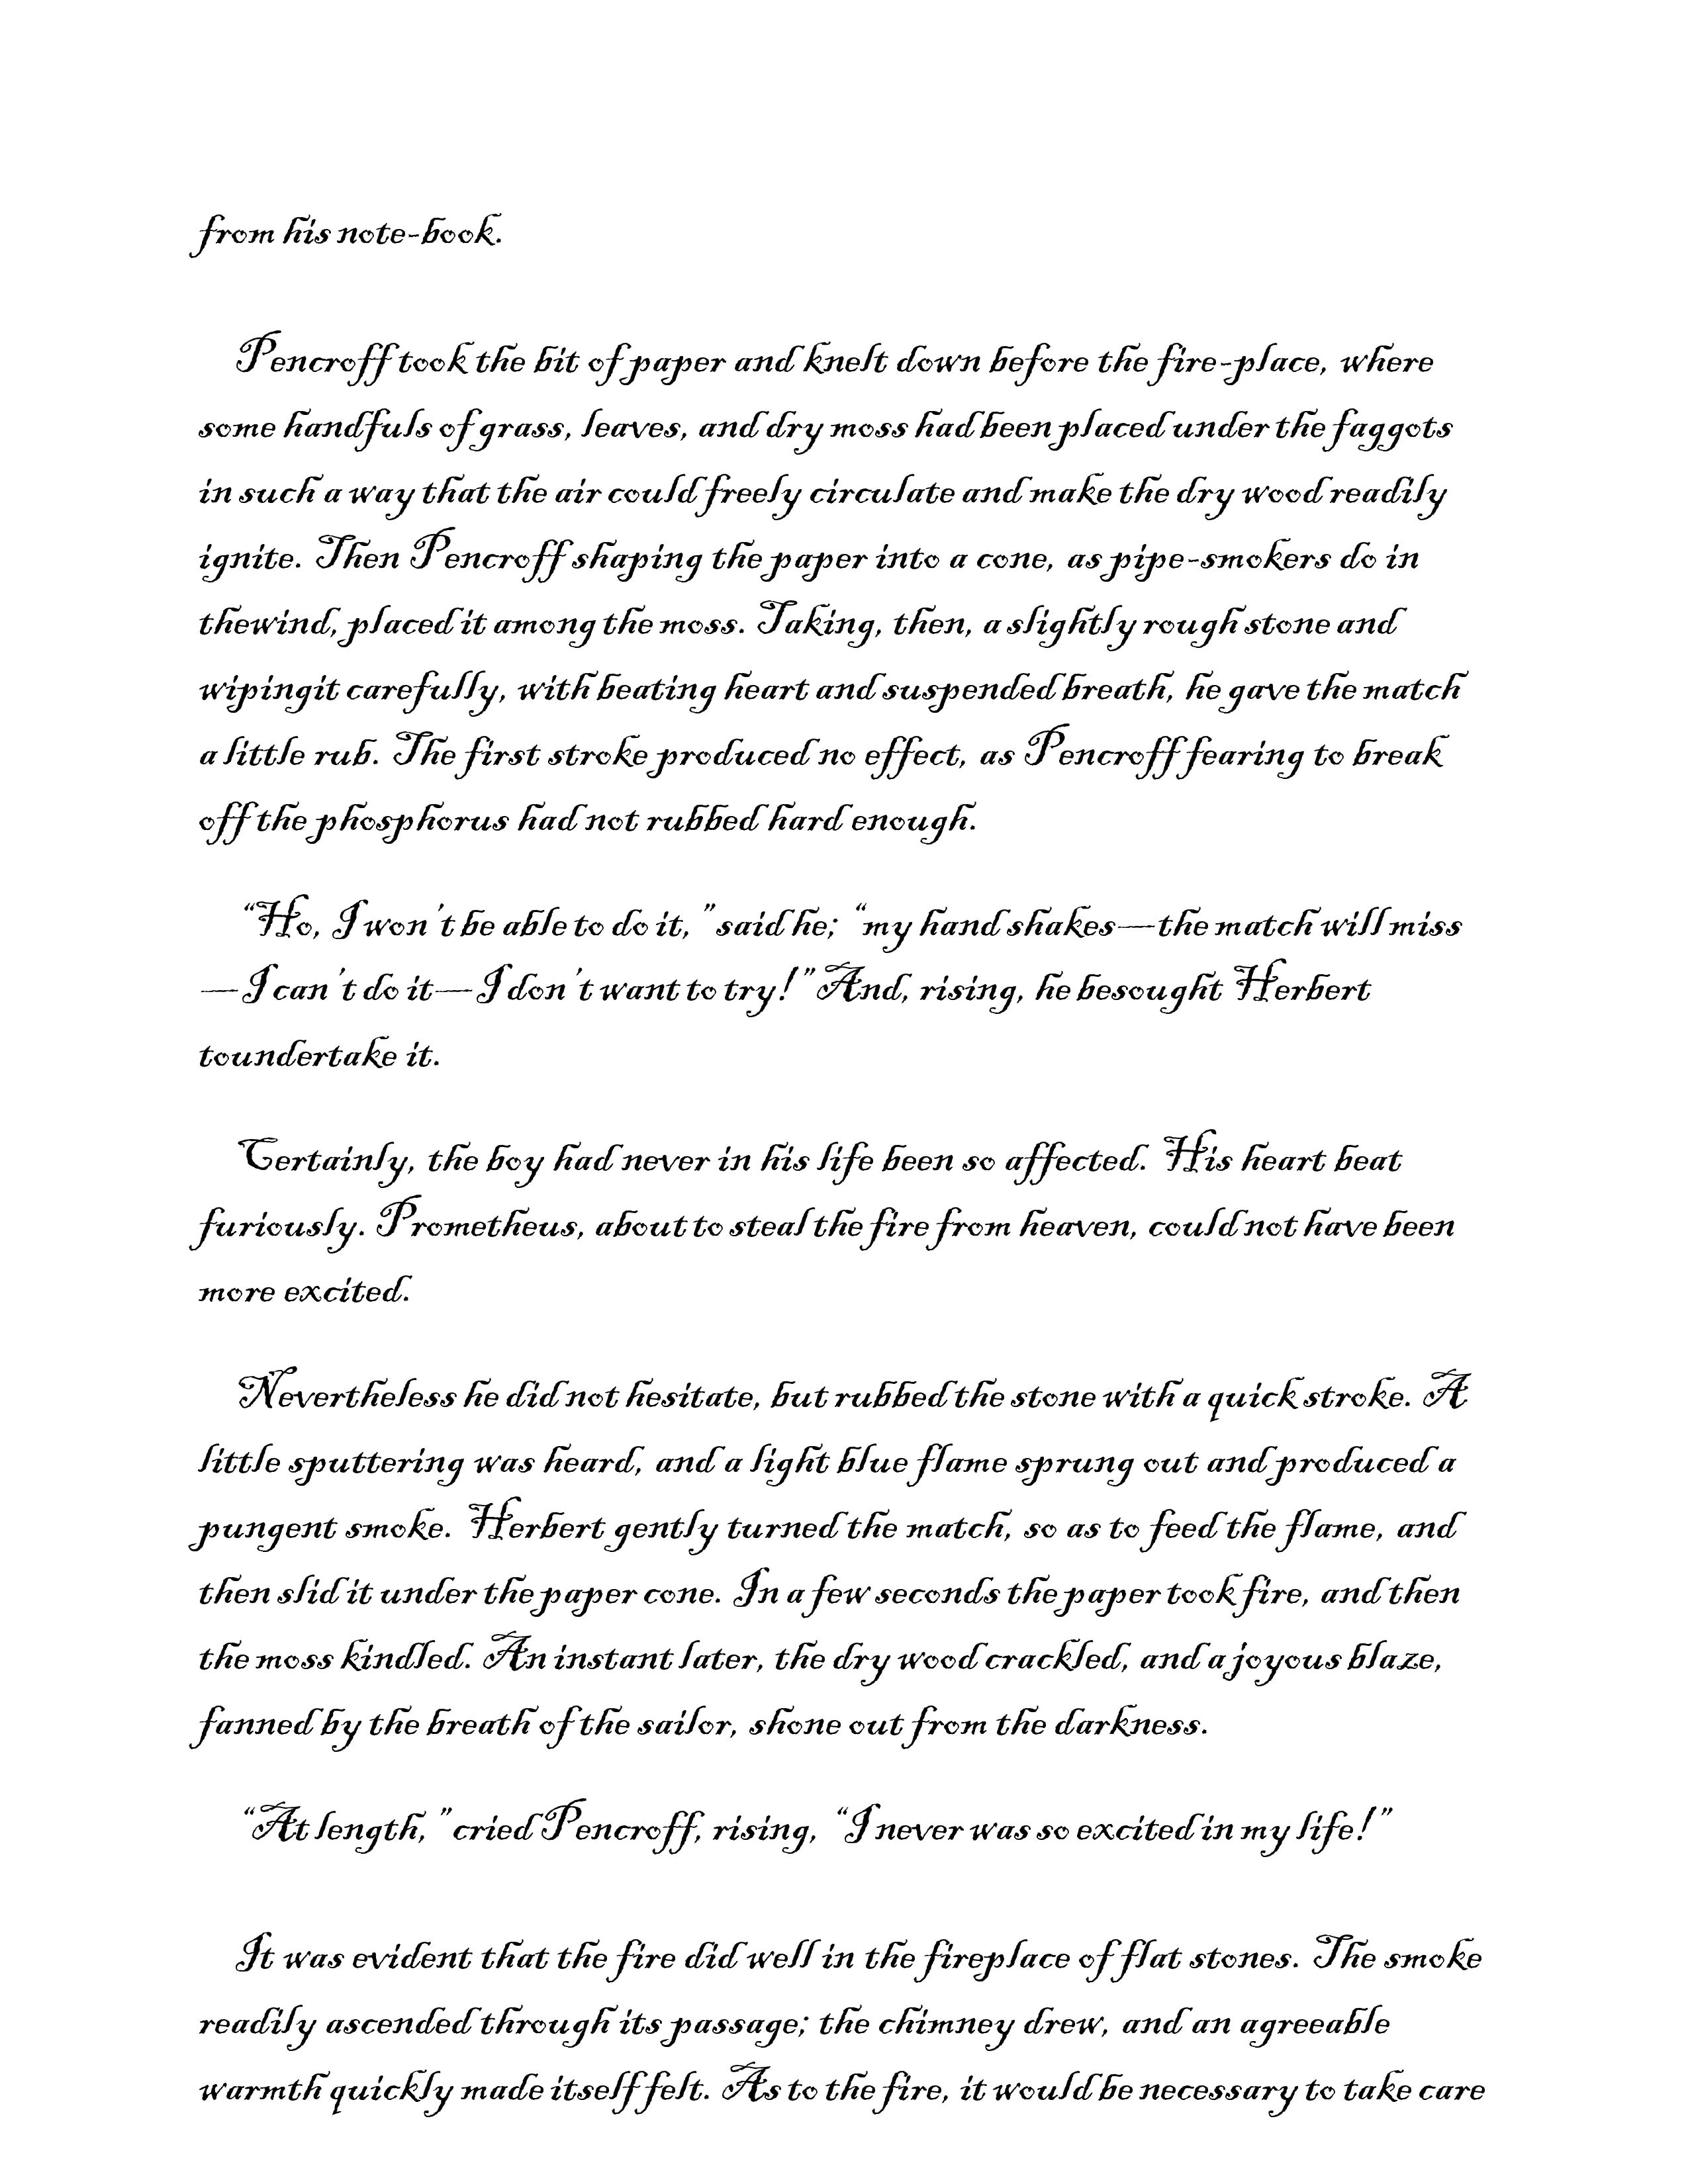 from his note-book.
Pencroff took the bit of paper and knelt down before the fire-place, where
some handfuls of grass, leaves, and dry moss had been placed under the faggots
in such a way that the air could freely circulate and make the dry wood readily
ignite. Then Pencroff shaping the paper into a cone, as pipe-smokers do in
thewind, placed it among the moss. Taking, then, a slightly rough stone and
wipingit carefully, with beating heart and suspended breath, he gave the match
a little rub. The first stroke produced no effect, as Pencroff fearing to break
off the phosphorus had not rubbed hard enough.
“Ho, I won't be able to do it,” said he; “my hand shakes—the match will miss
—I can't do it—I don't want to try!” And, rising, he besought Herbert
toundertake it.
Certainly, the boy had never in his life been so affected. His heart beat
furiously. Prometheus, about to steal the fire from heaven, could not have been
more excited.
Nevertheless he did not hesitate, but rubbed the stone with a quick stroke. A
little sputtering was heard, and a light blue flame sprung out and produced a
pungent smoke. Herbert gently turned the match, so as to feed the flame, and
then slid it under the paper cone. In a few seconds the paper took fire, and then
the moss kindled. An instant later, the dry wood crackled, and a joyous blaze,
fanned by the breath of the sailor, shone out from the darkness.
“At length,” cried Pencroff, rising, “I never was so excited in my life!”
It was evident that the fire did well in the fireplace of flat stones. The smoke
readily ascended through its passage; the chimney drew, and an agreeable
warmth quickly made itself felt. As to the fire, it would be necessary to take care